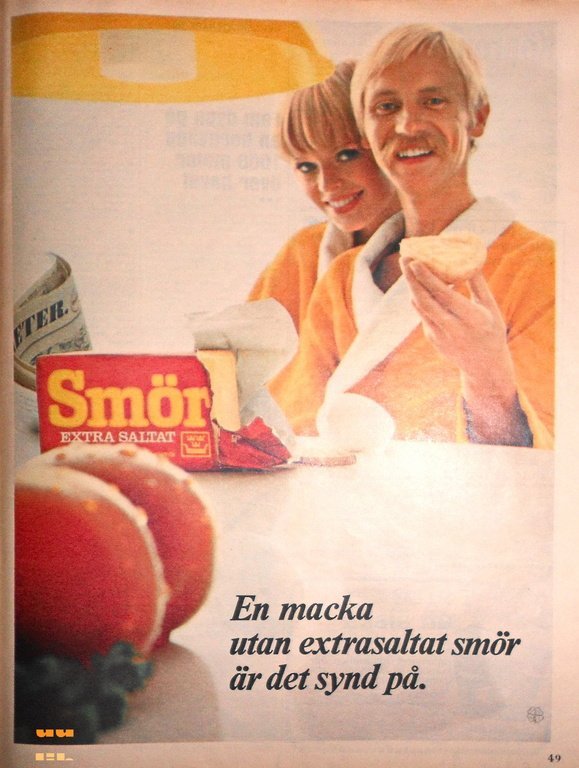 ETER.
Smör
EXTRA SALTAT
En macka
utan extrasaltat smör
är det synd på.
49